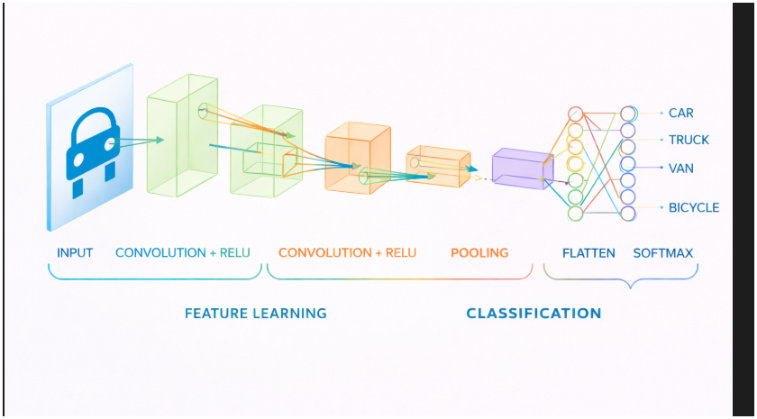 CAR
TRUCK
VAN
BICYCLE
INPUT CONVOLUTION + RELU CONVOLUTION + RELU POOLING FLATTEN SOFTMAX
FEATURE LEARNING CLASSIFICATION